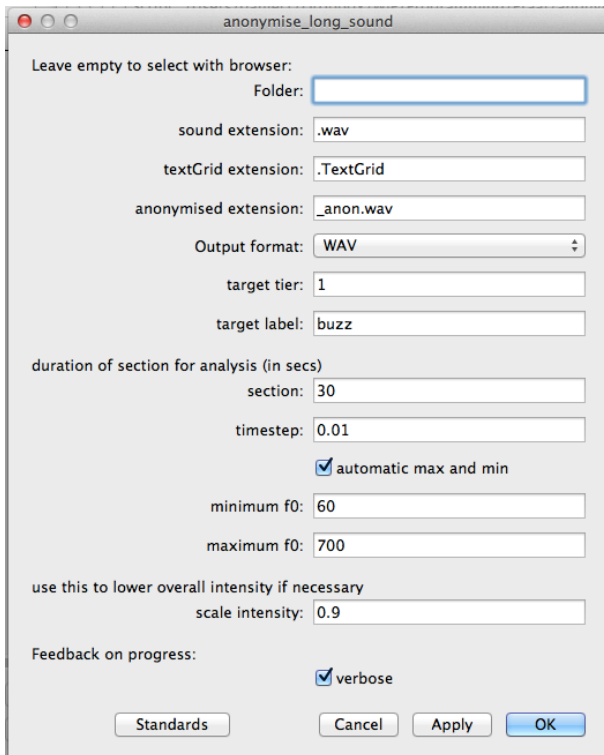 anonymise_long_sound
Leave empty to select with browser:
Folder:
sound extension: .wav
textGrid extension: .TextGrid
anonymised extension: _anon.wav
Output format: WAV
target tier: 1
target label: buzz
duration of section for analysis (in secs)
section: 30
timestep: 0.01
automatic max and min
minimum f0: 60
maximum f0: 700
use this to lower overall intensity if necessary
scale intensity: 0.9
Feedback on progress:
verbose
Standards Cancel Apply OK